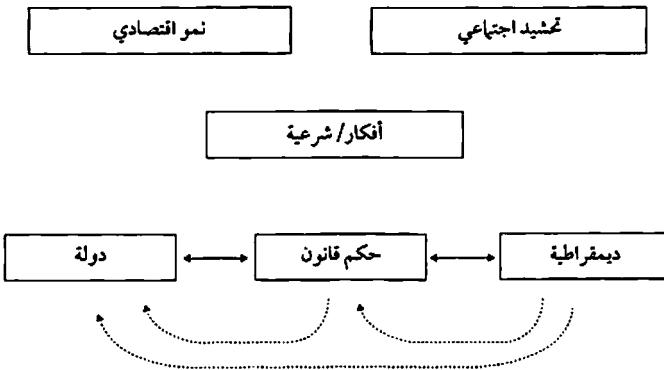 تحشيد اجتماعي
نمو اقتصادي
أفكار/ شرعية
ديمقراطية
حكم قانون
دولة